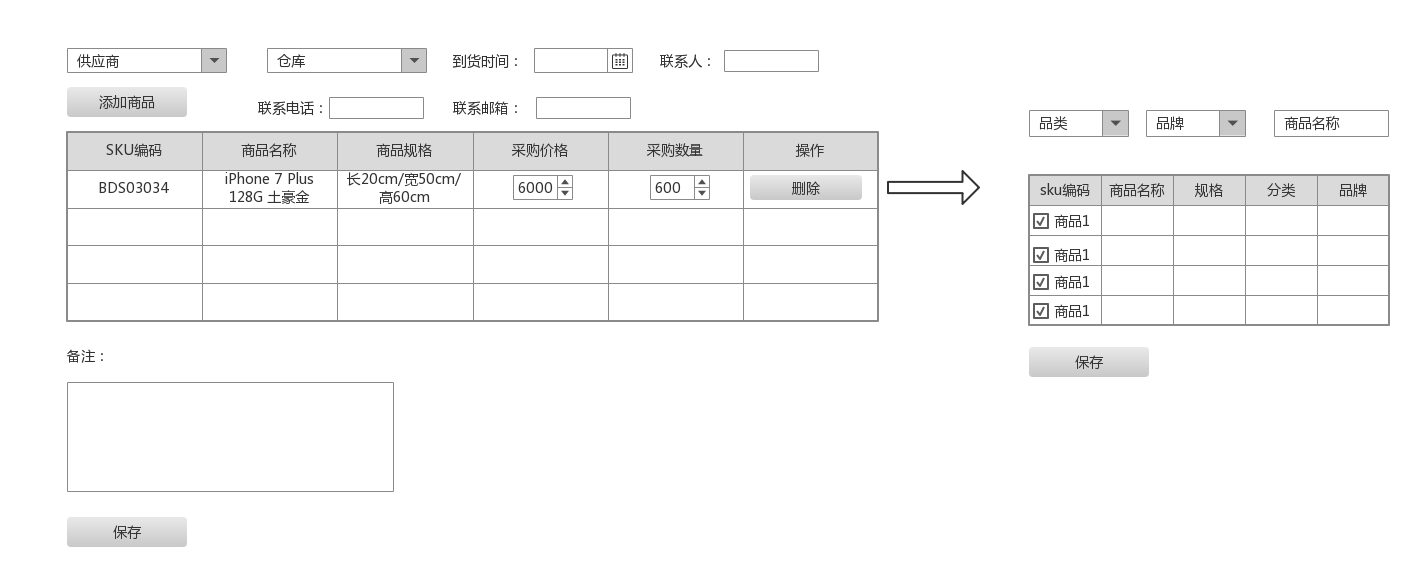 供应商 仓库 到货时间： 联系人：
添加商品 联系电话： 联系邮箱：
SKU编码 商品名称 商品规格 采购价格 采购数量 操作
BDS03034 iPhone 7 Plus 长20cm/宽50cm/ 6000 600 删除
128G 土豪金 高60cm
备注：
保存
品类 品牌 商品名称
sku编码 商品名称 规格 分类 品牌
商品1
商品1
商品1
商品1
保存